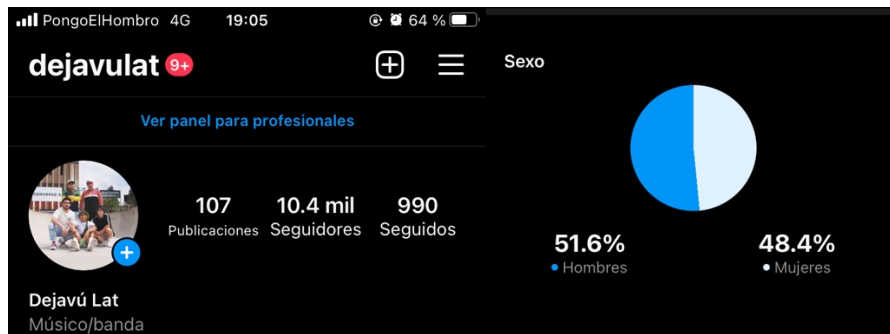 PongoElHombro 4G 19:05 64 %
dejavulat 9+
Ver panel para profesionales
107 10.4 mil 990
Publicaciones Seguidores Seguidos
Dejavú Lat
Músico/banda
Sexo
51.6% 48.4%
Hombres Mujeres